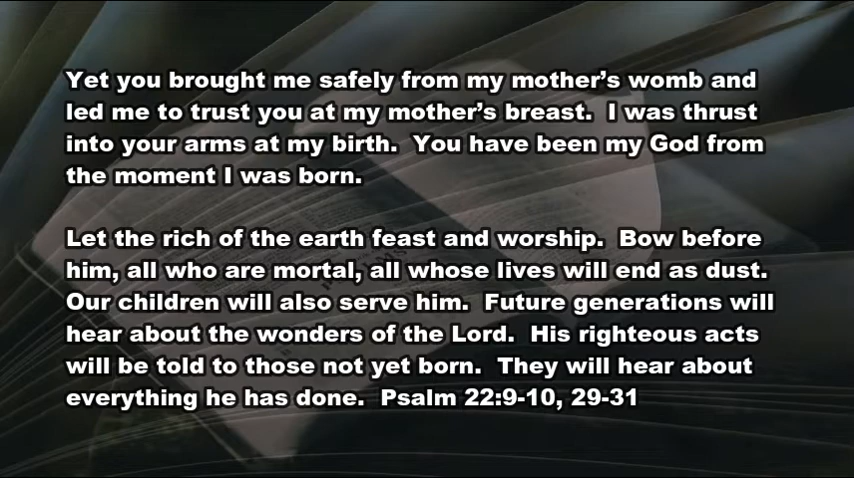 Yet you brought me safely from my mother’s womb and
led me to trust you at my mother’s breast.  I was thrust
into your arms at my birth.  You have been my God from
the moment I was born.
Let the rich of the earth feast and worship.  Bow before
him, all who are mortal, all whose lives will end as dust.
Our children will also serve him.  Future generations will
hear about the wonders of the Lord.  His righteous acts
will be told to those not yet born.  They will hear about
everything he has done.  Psalm 22:9-10, 29-31